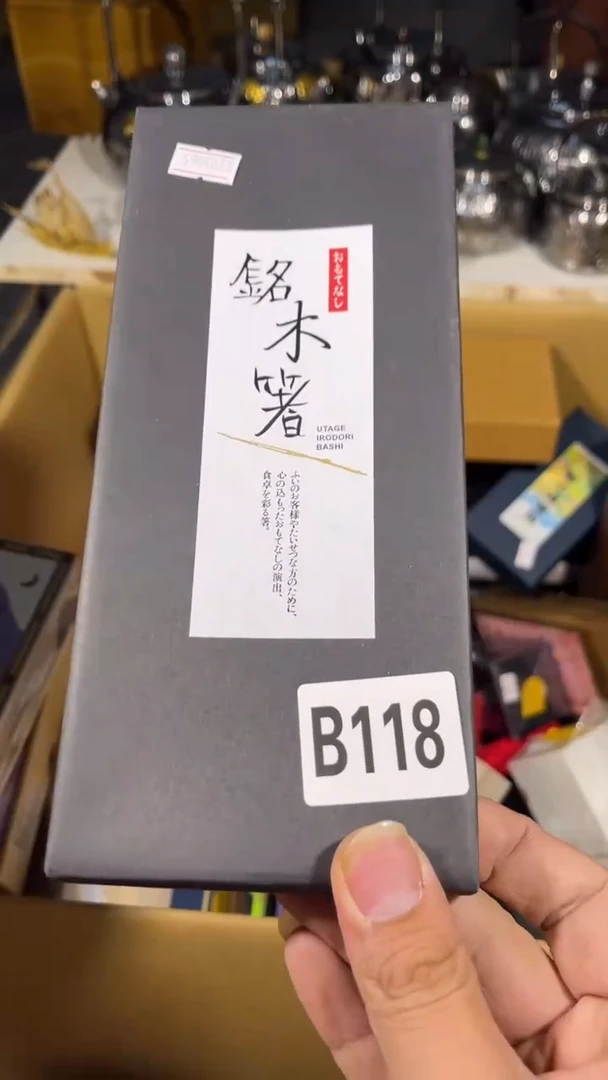 おもてなし
銘木箸
UTAGE
IRODORI
BASHI
ふいのお客様やたいせつな方のために、
心の込もったおもてなしの演出、
食卓を彩る箸。
B118